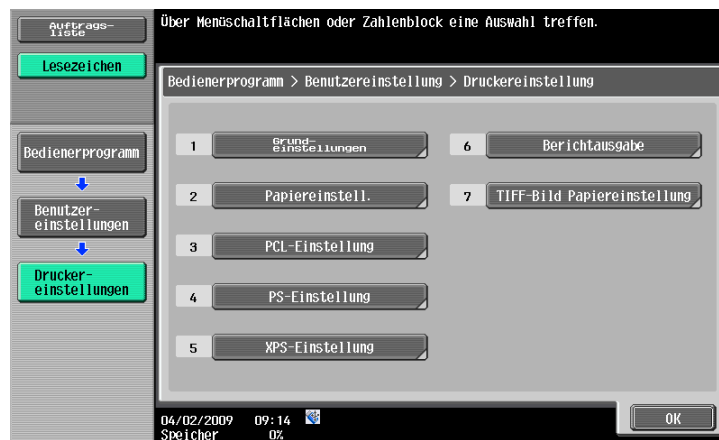 Auftrags-
liste
Über Menüschaltflächen oder Zahlenblock eine Auswahl treffen.
Lesezeichen
Bedienerprogramm > Benutzereinstellung > Druckereinstellung
Bedienerprogramm
Benutzer-
einstellungen
Drucker-
einstellungen
1 Grund-
einstellungen
2 Papiereinstell.
3 PCL-Einstellung
4 PS-Einstellung
5 XPS-Einstellung
6 Berichtausgabe
7 TIFF-Bild Papiereinstellung
04/02/2009 09:14
Speicher 0%
OK